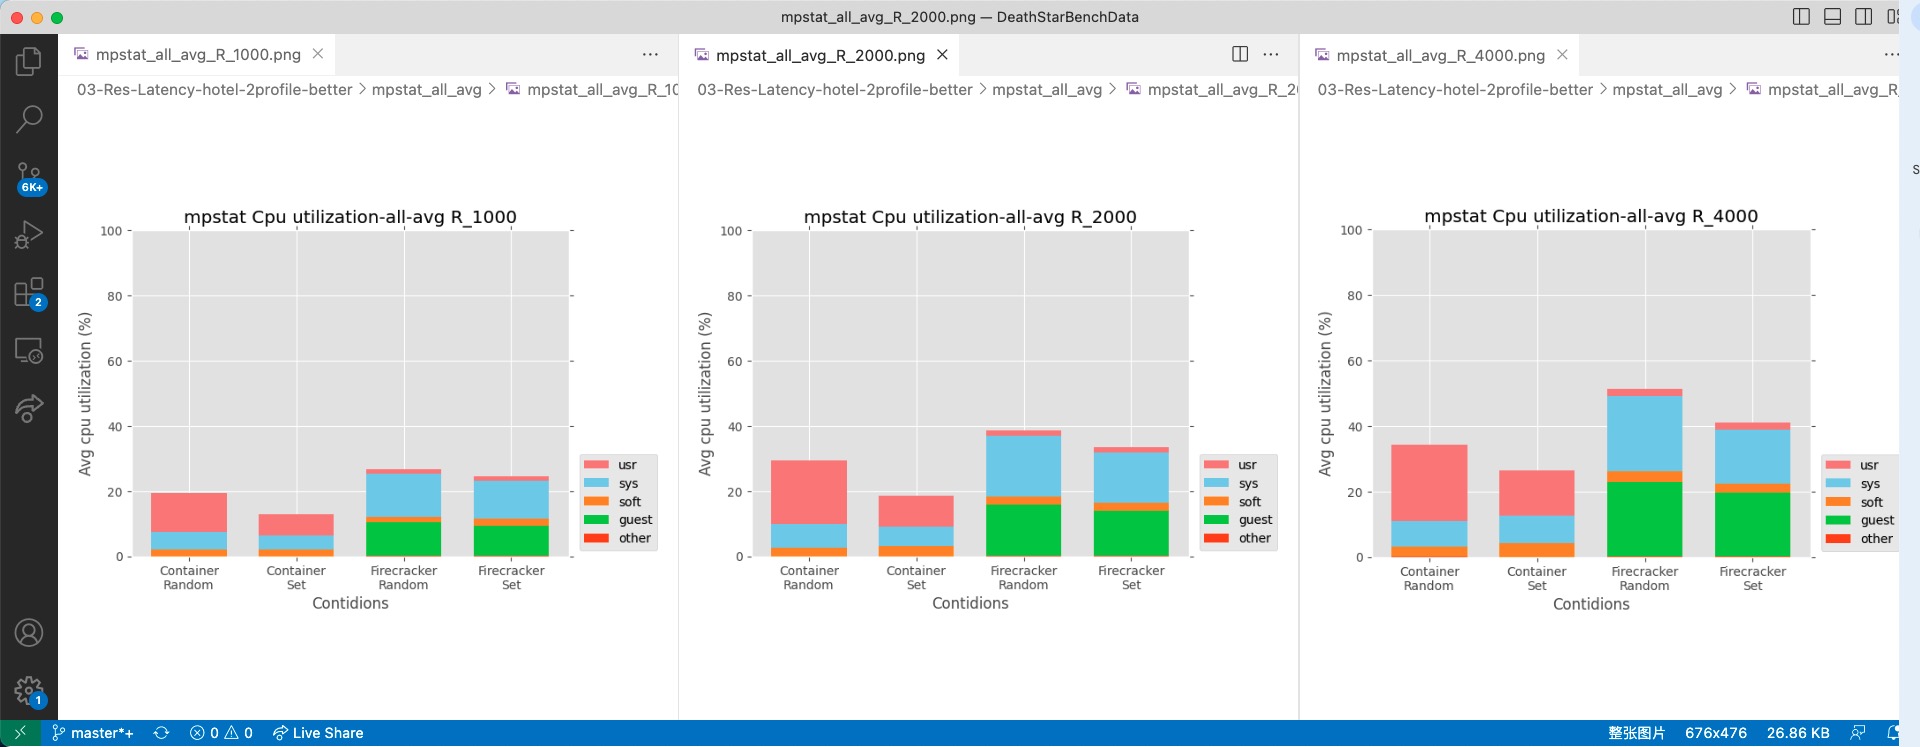 mpstat_all_avg_R_2000.png — DeathStarBenchData
mpstat_all_avg_R_1000.png
03-Res-Latency-hotel-2profile-better > mpstat_all_avg > mpstat_all_avg_R_10
mpstat Cpu utilization-all-avg R_1000
100
80
60
40
20
0
Avg cpu utilization (%)
Container Random
Container Set
Firecracker Random
Firecracker Set
Contidions
usr
sys
soft
guest
other
mpstat_all_avg_R_2000.png
03-Res-Latency-hotel-2profile-better > mpstat_all_avg > mpstat_all_avg_R_20
mpstat Cpu utilization-all-avg R_2000
100
80
60
40
20
0
Avg cpu utilization (%)
Container Random
Container Set
Firecracker Random
Firecracker Set
Contidions
usr
sys
soft
guest
other
mpstat_all_avg_R_4000.png
03-Res-Latency-hotel-2profile-better > mpstat_all_avg > mpstat_all_avg_R
mpstat Cpu utilization-all-avg R_4000
100
80
60
40
20
0
Avg cpu utilization (%)
Container Random
Container Set
Firecracker Random
Firecracker Set
Contidions
usr
sys
soft
guest
other
6K+
2
1
master*+
0
0
Live Share
整张图片
676x476
26.86 KB